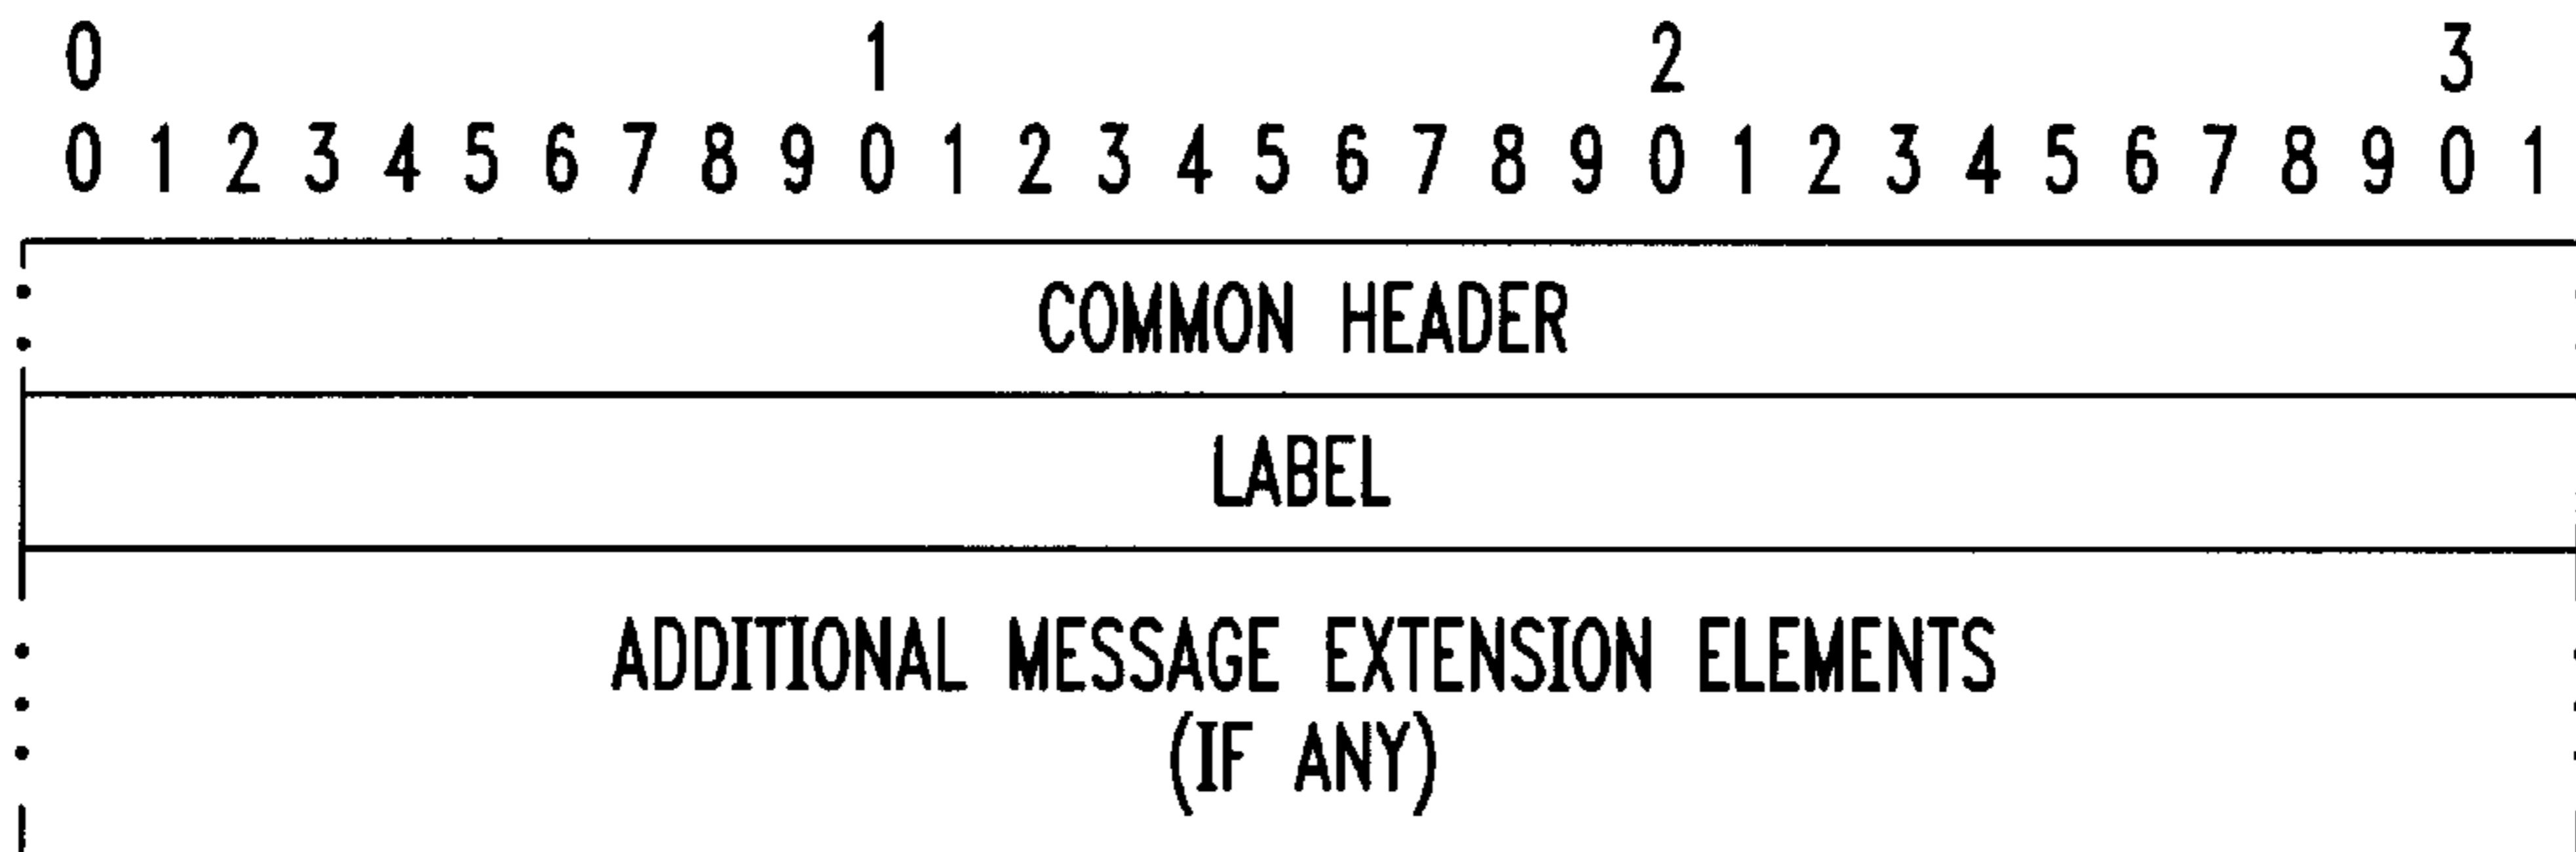 0 1 2 3
0 1 2 3 4 5 6 7 8 9 0 1 2 3 4 5 6 7 8 9 0 1 2 3 4 5 6 7 8 9 0 1
COMMON HEADER
LABEL
ADDITIONAL MESSAGE EXTENSION ELEMENTS
(IF ANY)